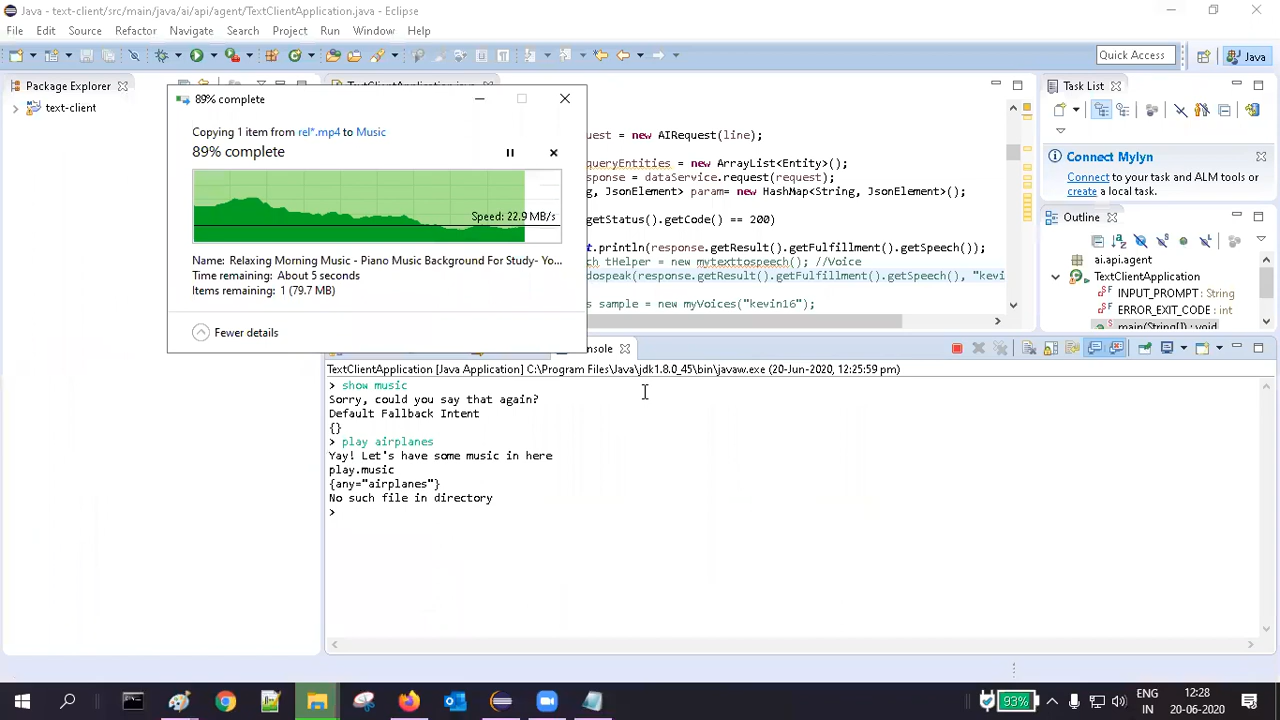 Java - text-client/src/main/java/ai/api/agent/TextClientApplication.java - Eclipse
File Edit Source Refactor Navigate Search Project Run Window Help
Quick Access
Java
Package Explorer
text-client
89% complete
Copying 1 item from rel*.mp4 to Music
89% complete
Speed: 22.9 MB/s
Name: Relaxing Morning Music - Piano Music Background For Study- Yo...
Time remaining: About 5 seconds
Items remaining: 1 (79.7 MB)
Fewer details
quest = new AIRequest(line);
queryEntities = new ArrayList<Entity>();
sponse = dataService.request(request);
g, JsonElement> param= new HashMap<String, JsonElement>();
getStatus().getCode() == 200)
t.println(response.getResult().getFulfillment().getSpeech());
ch tHelper = new mytexttospeech(); //Voice
dospeak(response.getResult().getFulfillment().getSpeech(), "kevi
s sample = new myVoices("kevin16");
Task List
Connect Mylyn
Connect to your task and ALM tools or
create a local task.
Outline
ai.api.agent
TextClientApplication
INPUT_PROMPT : String
ERROR_EXIT_CODE : int
main(String[]) : void
nsole
TextClientApplication [Java Application] C:\Program Files\Java\jdk1.8.0_45\bin\javaw.exe (20-Jun-2020, 12:25:59 pm)
> show music
Sorry, could you say that again?
Default Fallback Intent
{}
> play airplanes
Yay! Let's have some music in here
play.music
{any="airplanes"}
No such file in directory
>
93%
ENG
IN
12:28
20-06-2020